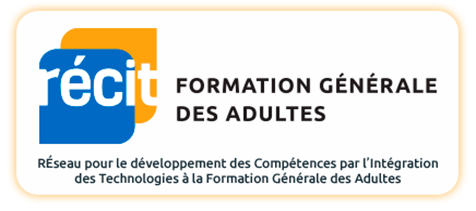 récit
FORMATION GÉNÉRALE
DES ADULTES
RÉseau pour le développement des Compétences par l'Intégration
des Technologies à la Formation Générale des Adultes